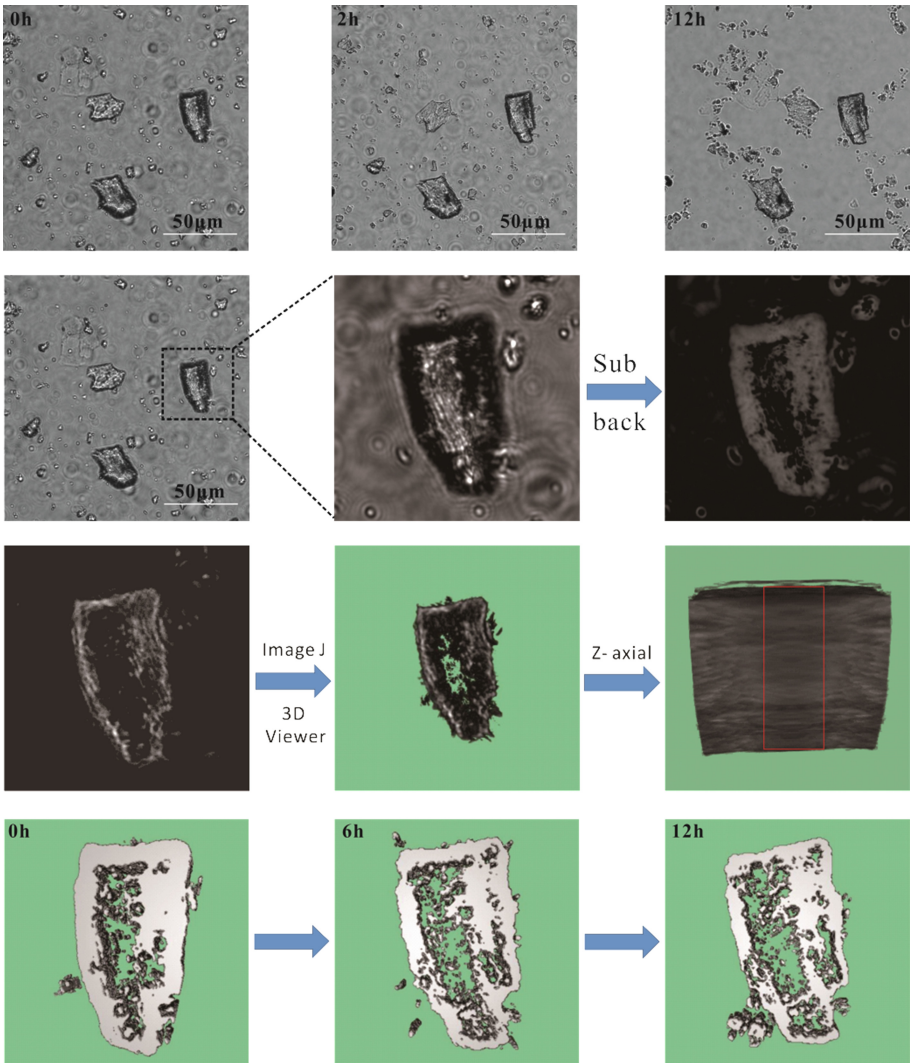 0h
2h
12h
50μm
50μm
50μm
50μm
Sub
back
Image J
3D
Viewer
Z- axial
0h
6h
12h